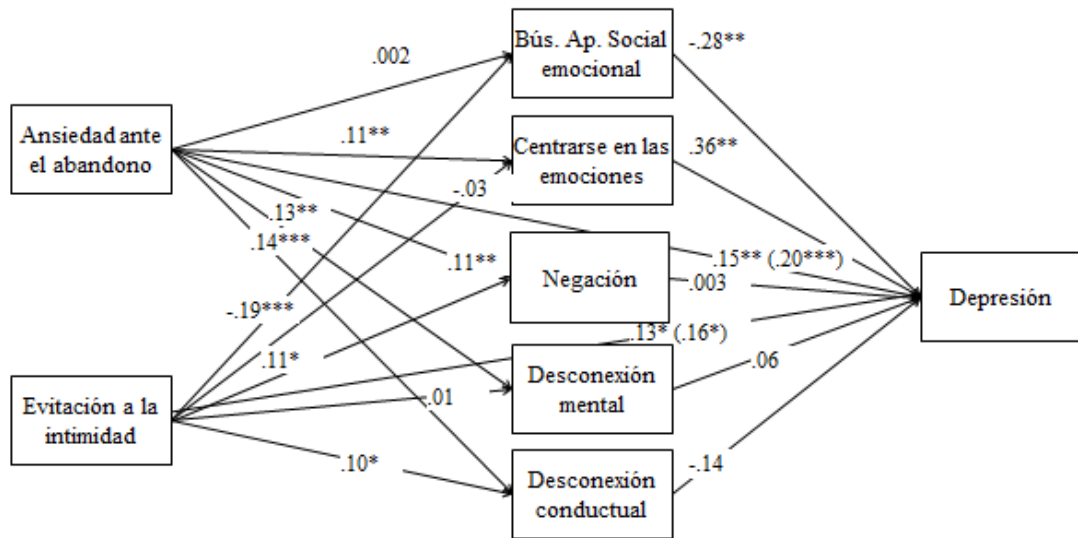 Bús. Ap. Social
emocional
-.28**
.002
Ansiedad ante
el abandono
.11**
Centrarse en las
emociones
.36**
-.03
.13**
.14***
.11**
Negación
.15** (.20***)
.003
Depresión
-.19***
.13* (.16*)
.11*
.06
Evitación a la
intimidad
.01
Desconexión
mental
.10*
Desconexión
conductual
-.14